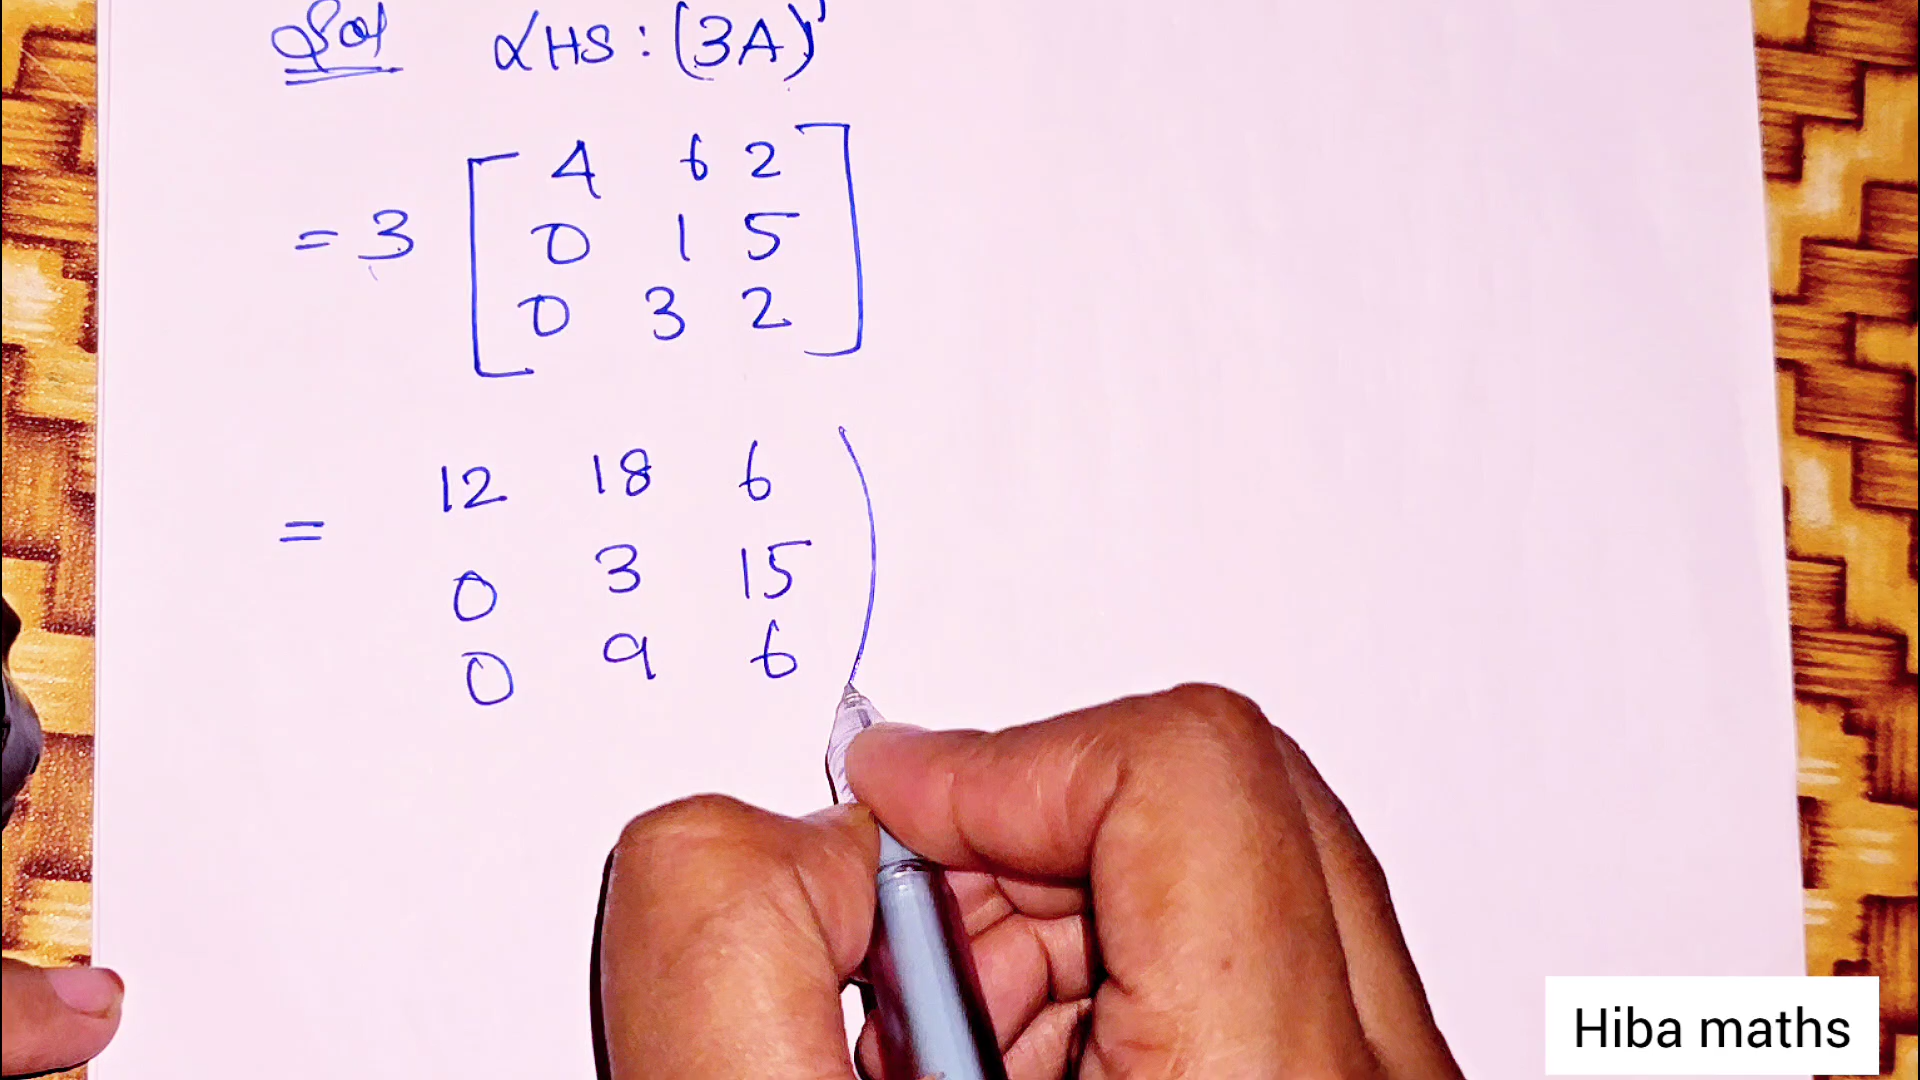 Sol LHS : (3A)'
4 6 2
= 3 0 1 5
0 3 2
12 18 6
=
0 3 15
0 9 6
Hiba maths